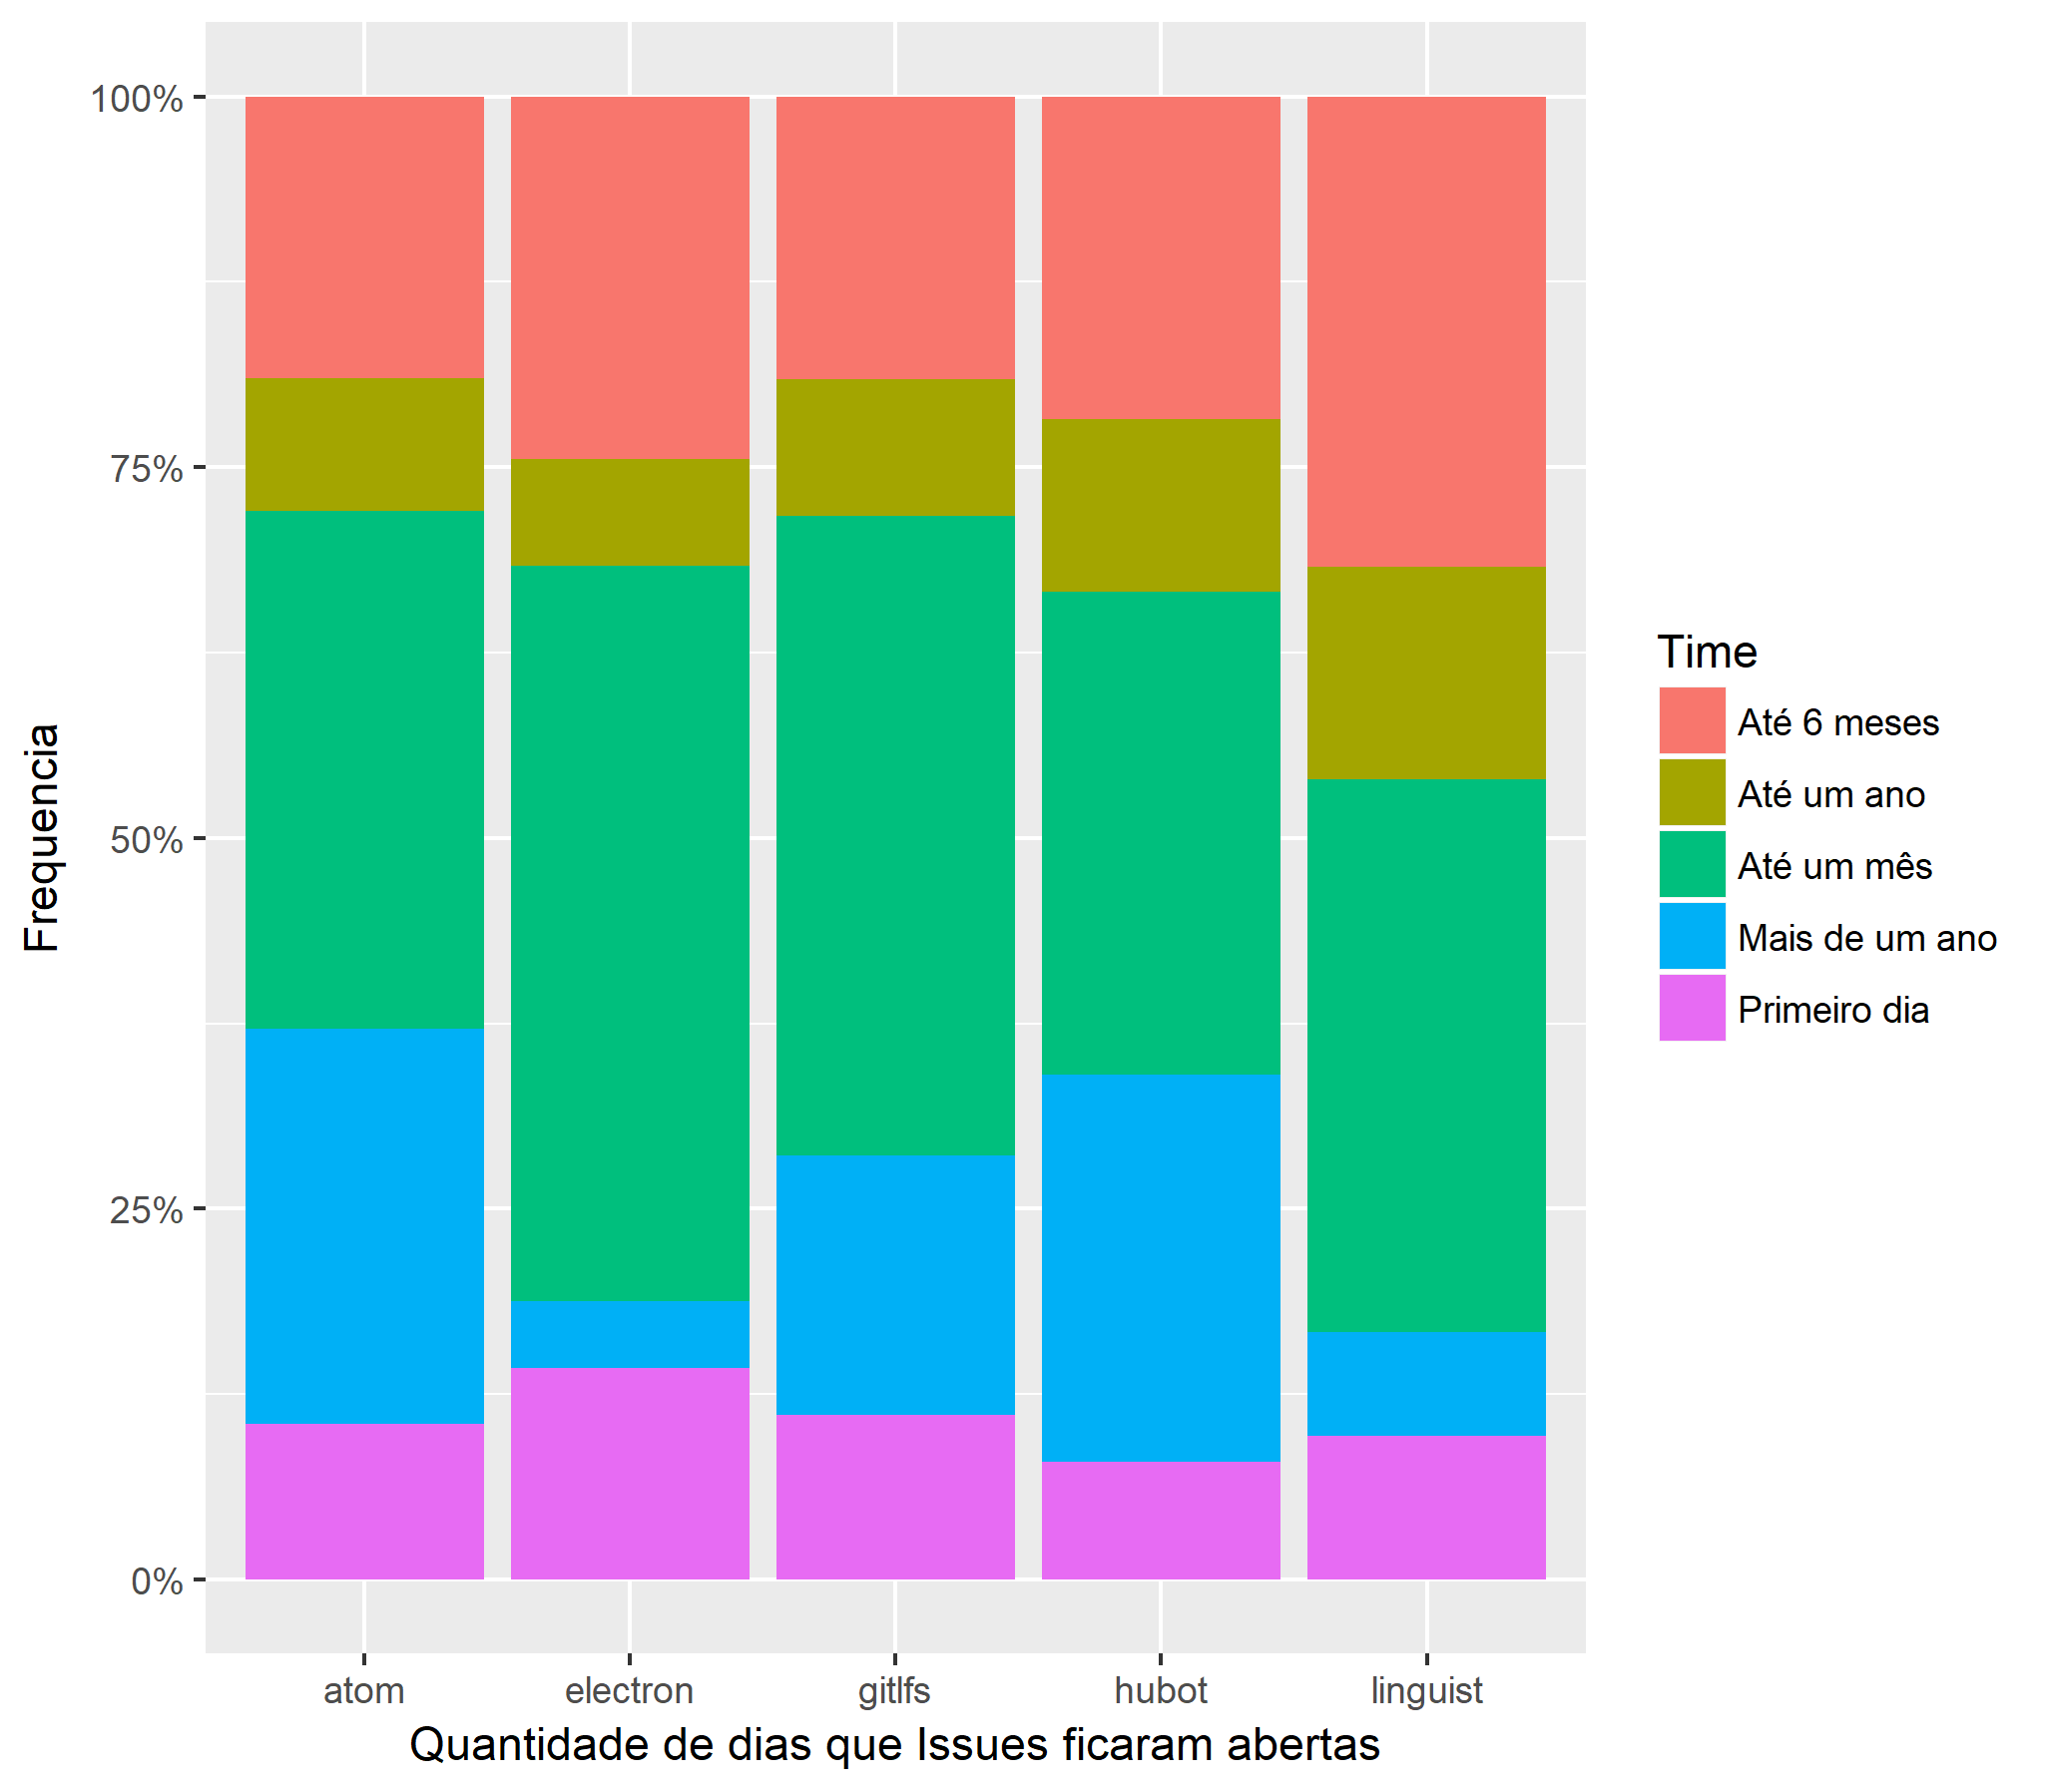 100%
75%
50%
25%
0%
Frequencia
atom
electron
gitlfs
hubot
linguist
Quantidade de dias que Issues ficaram abertas
Time
Até 6 meses
Até um ano
Até um mês
Mais de um ano
Primeiro dia